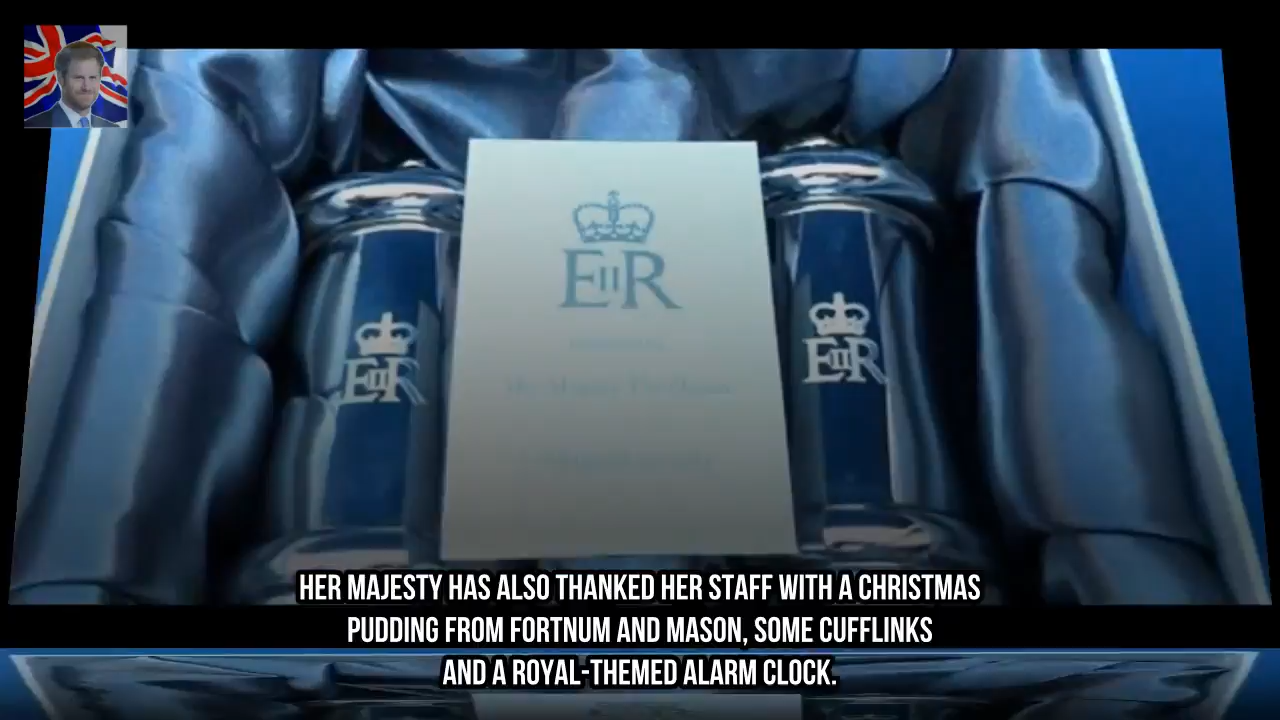 EIIR
EIIR
EIIR
HER MAJESTY HAS ALSO THANKED HER STAFF WITH A CHRISTMAS
PUDDING FROM FORTNUM AND MASON, SOME CUFFLINKS
AND A ROYAL-THEMED ALARM CLOCK.